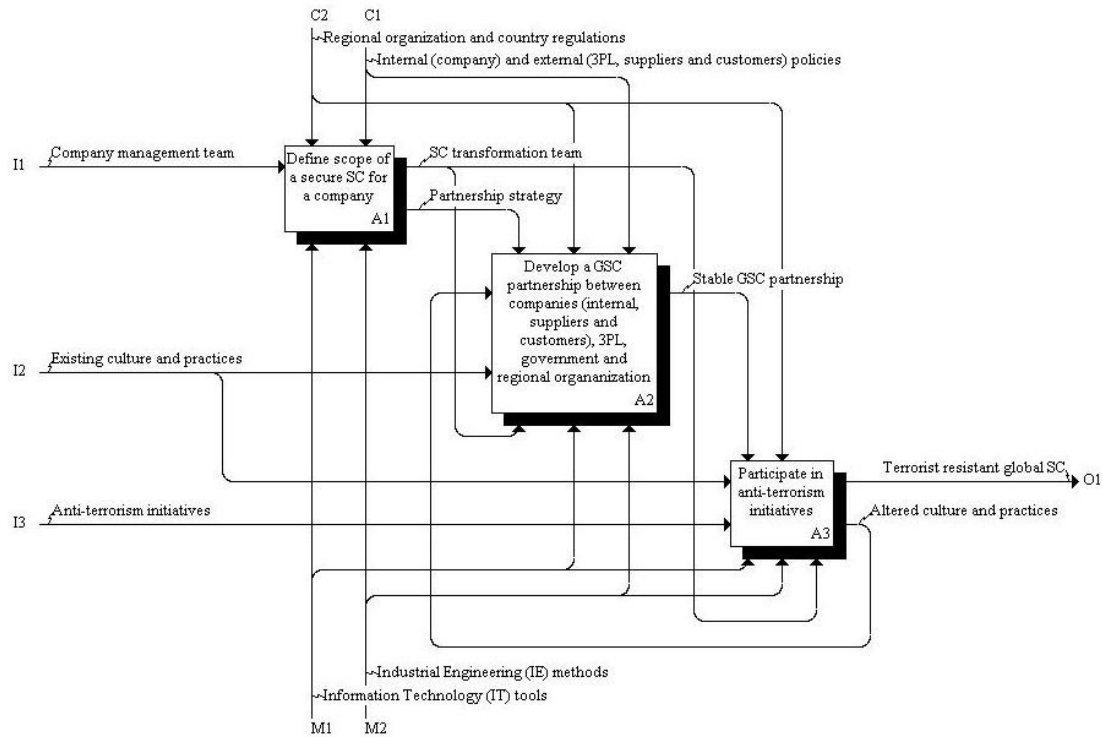 C2
C1
Regional organization and country regulations
Internal (company) and external (3PL, suppliers and customers) policies
I1
Company management team
Define scope of
a secure SC for
a company
A1
SC transformation team
Partnership strategy
Develop a GSC
partnership between
companies (internal,
suppliers and
customers), 3PL,
government and
regional organanization
A2
Stable GSC partnership
I2
Existing culture and practices
I3
Anti-terrorism initiatives
Participate in
anti-terrorism
initiatives
A3
Terrorist resistant global SC
O1
Altered culture and practices
Industrial Engineering (IE) methods
Information Technology (IT) tools
M1
M2